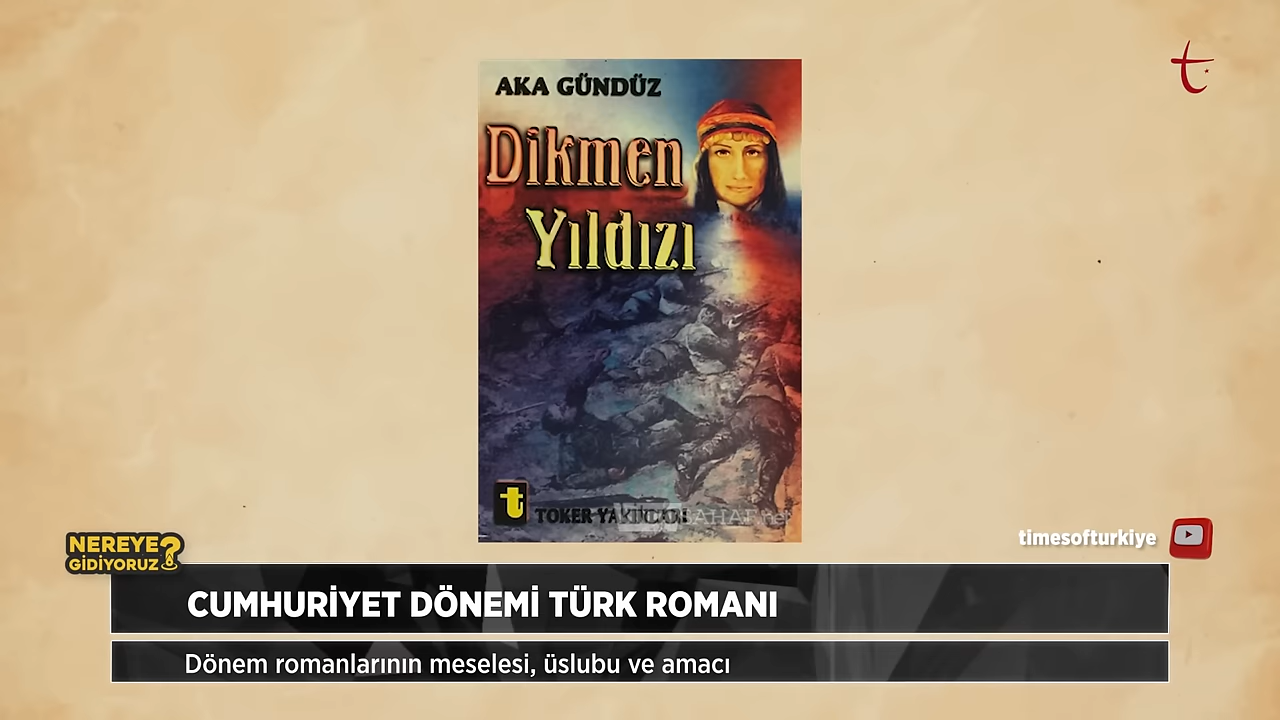 AKA GÜNDÜZ
Dikmen
Yıldızı
t
TOKER
timesofturkiye
NEREYE
GİDİYORUZ?
CUMHURİYET DÖNEMİ TÜRK ROMANI
Dönem romanlarının meselesi, üslubu ve amacı